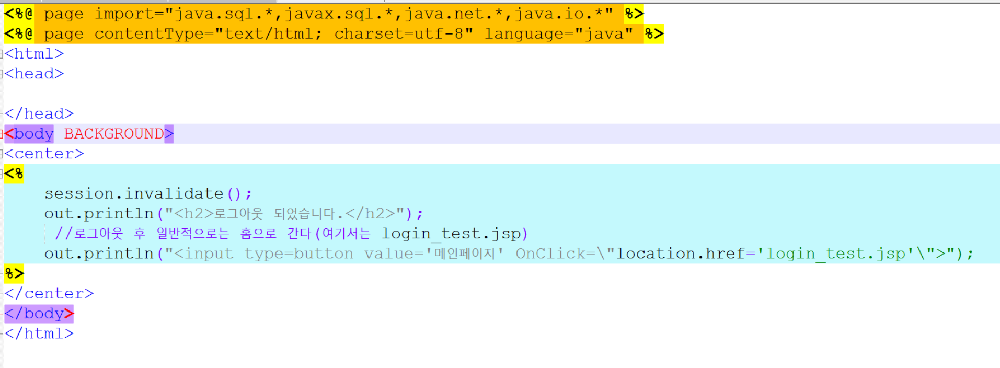 <%@ page import="java.sql.*,javax.sql.*,java.net.*,java.io.*" %>
<%@ page contentType="text/html; charset=utf-8" language="java" %>
<html>
<head>
</head>
<body BACKGROUND>
<center>
<%
session.invalidate();
out.println("<h2>로그아웃 되었습니다.</h2>");
//로그아웃 후 일반적으로는 홈으로 간다(여기서는 login_test.jsp)
out.println("<input type=button value='메인페이지' OnClick=\"location.href='login_test.jsp'\">");
%>
</center>
</body>
</html>